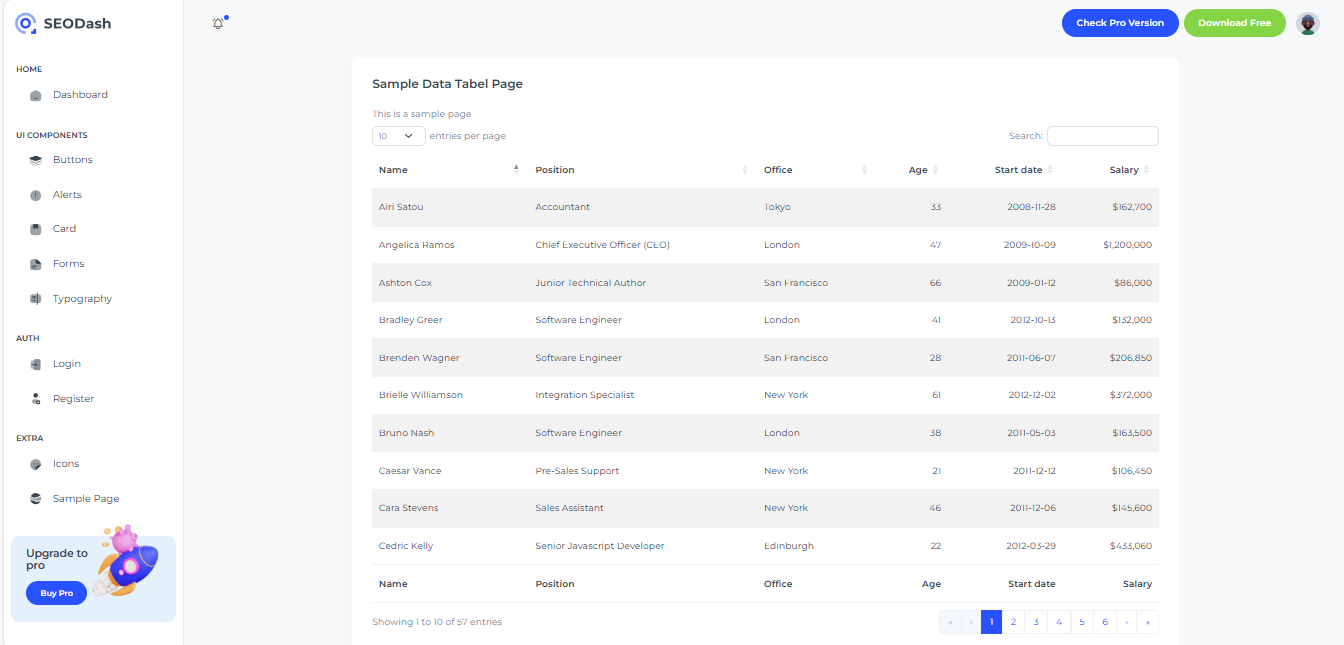 SEODash
Check Pro Version
Download Free
HOME
Dashboard
UI COMPONENTS
Buttons
Alerts
Card
Forms
Typography
AUTH
Login
Register
EXTRA
Icons
Sample Page
Upgrade to
pro
Buy Pro
Sample Data Tabel Page
This is a sample page
10 entries per page Search:
Name Position Office Age Start date Salary
Airi Satou Accountant Tokyo 33 2008-11-28 $162,700
Angelica Ramos Chief Executive Officer (CEO) London 47 2009-10-09 $1,200,000
Ashton Cox Junior Technical Author San Francisco 66 2009-01-12 $86,000
Bradley Greer Software Engineer London 41 2012-10-13 $132,000
Brenden Wagner Software Engineer San Francisco 28 2011-06-07 $206,850
Brielle Williamson Integration Specialist New York 61 2012-12-02 $372,000
Bruno Nash Software Engineer London 38 2011-05-03 $163,500
Caesar Vance Pre-Sales Support New York 21 2011-12-12 $106,450
Cara Stevens Sales Assistant New York 46 2011-12-06 $145,600
Cedric Kelly Senior Javascript Developer Edinburgh 22 2012-03-29 $433,060
Name Position Office Age Start date Salary
Showing 1 to 10 of 57 entries « ‹ 1 2 3 4 5 6 › »